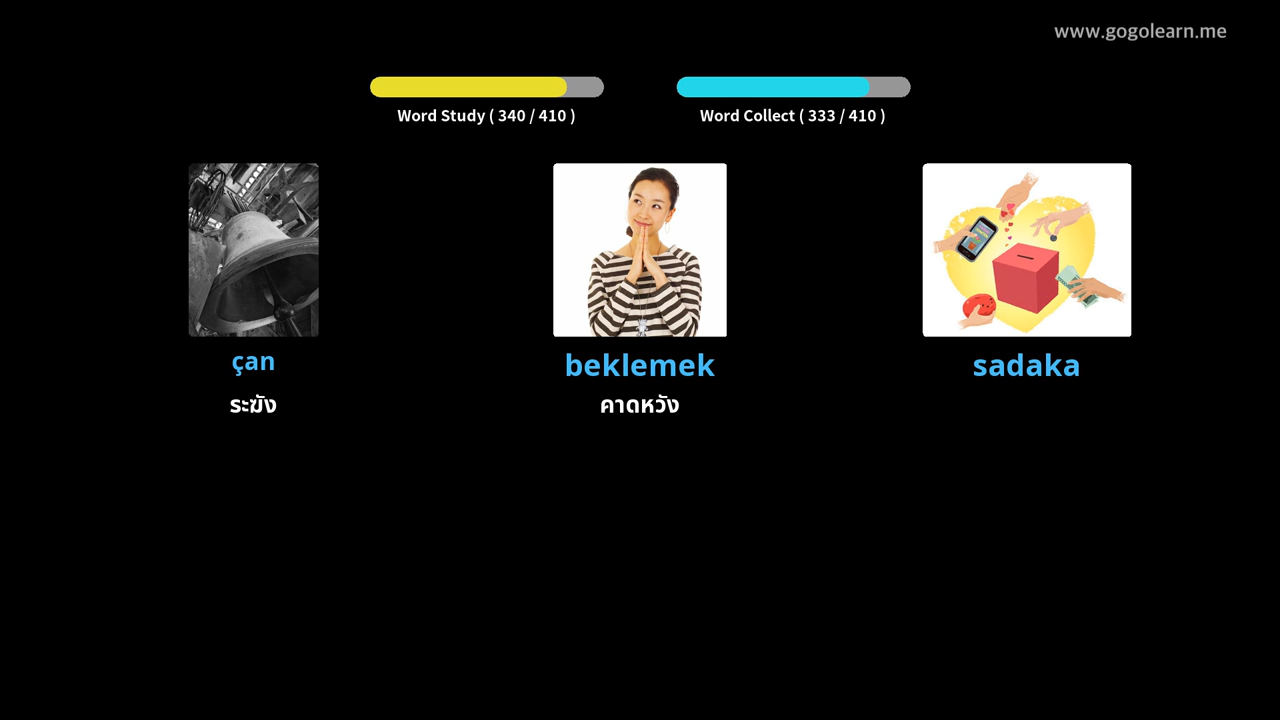 www.gogolearn.me
Word Study ( 340 / 410 )
Word Collect ( 333 / 410 )
çan
beklemek
sadaka
ระฆัง
คาดหวัง